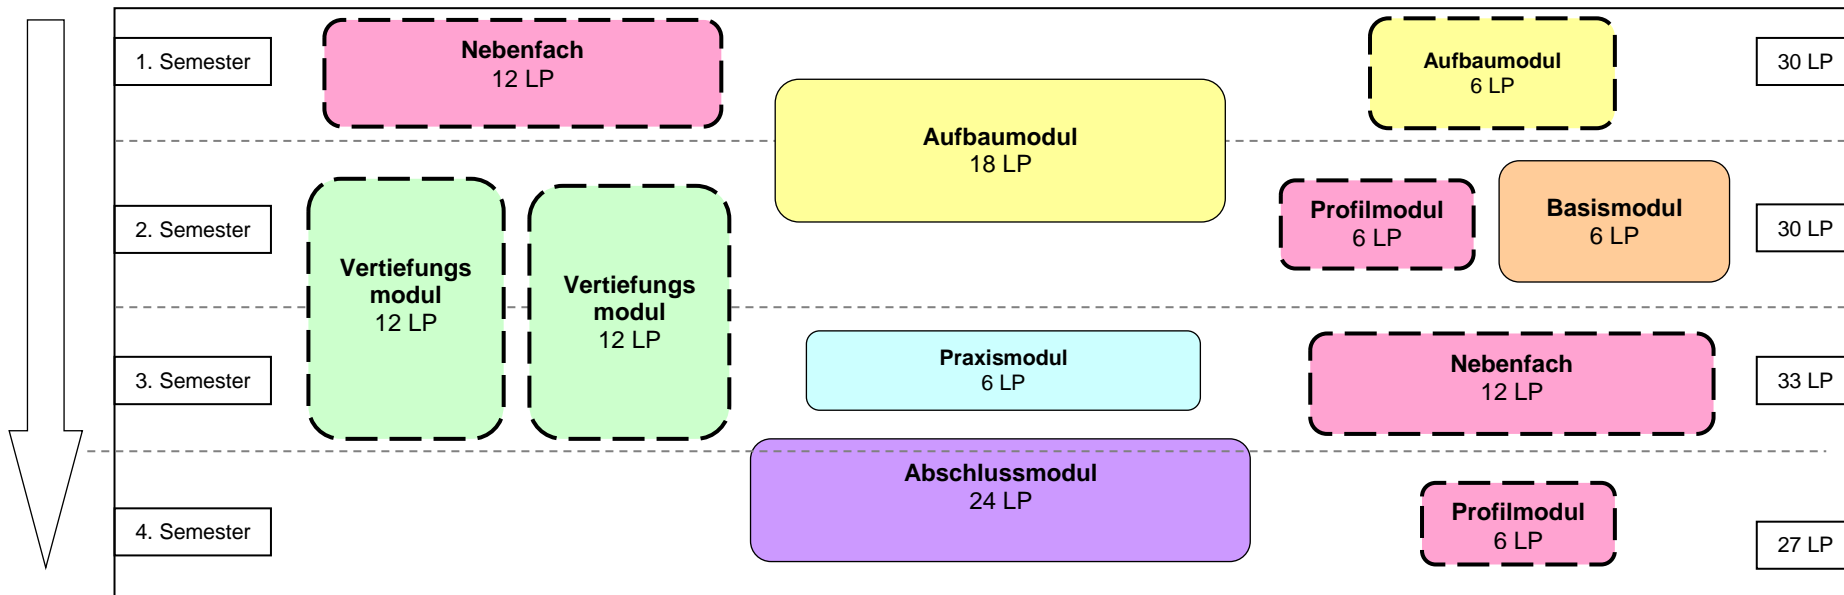 1. Semester
Nebenfach
12 LP
Aufbaumodul
6 LP
30 LP
Aufbaumodul
18 LP
2. Semester
Vertiefungs
modul
12 LP
Vertiefungs
modul
12 LP
Profilmodul
6 LP
Basismodul
6 LP
30 LP
3. Semester
Praxismodul
6 LP
Nebenfach
12 LP
33 LP
Abschlussmodul
24 LP
4. Semester
Profilmodul
6 LP
27 LP